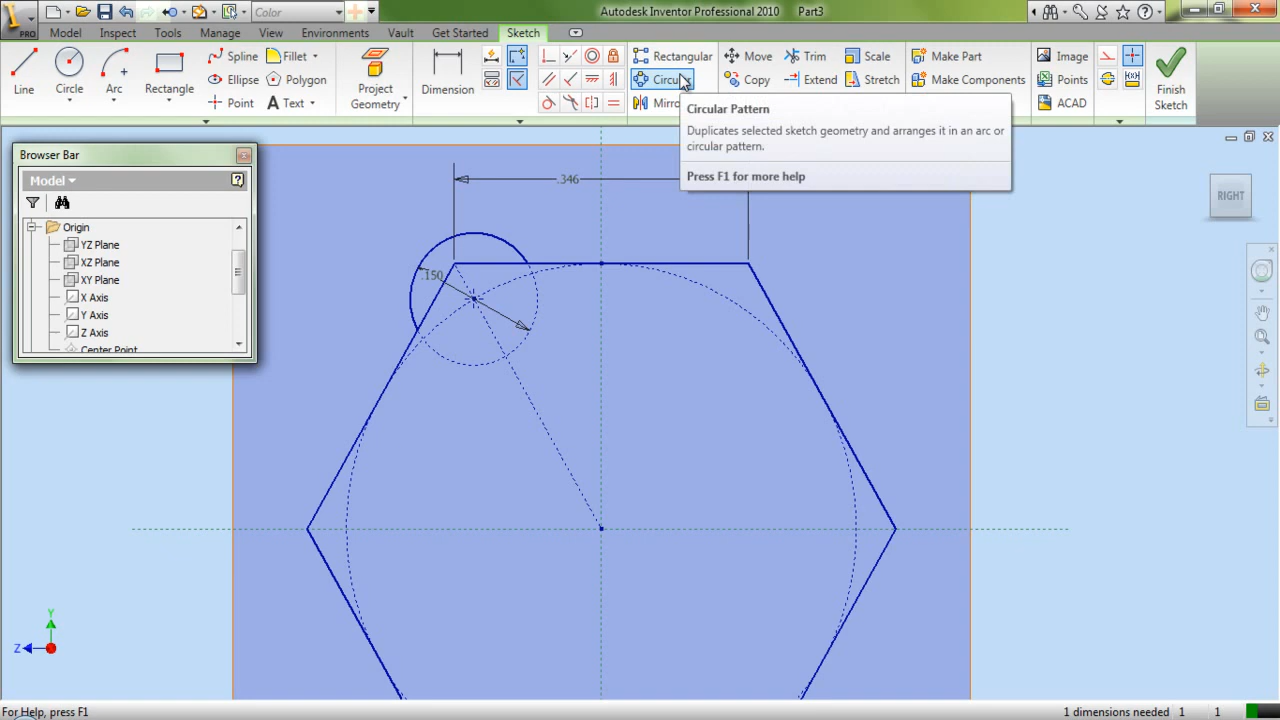 PRO
Color
Autodesk Inventor Professional 2010 Part3
Model Inspect Tools Manage View Environments Vault Get Started Sketch
Line
Circle
Arc
Rectangle
Spline
Ellipse
Point
Fillet
Polygon
Text
Project
Geometry
Dimension
Rectangular
Circular
Mirro
Move
Copy
Trim
Extend
Scale
Stretch
Make Part
Make Components
Image
Points
ACAD
Finish
Sketch
Circular Pattern
Duplicates selected sketch geometry and arranges it in an arc or
circular pattern.
Press F1 for more help
Browser Bar
Model
Origin
YZ Plane
XZ Plane
XY Plane
X Axis
Y Axis
Z Axis
Center Point
.346
.150
RIGHT
Y
Z
For Help, press F1
1 dimensions needed 1 1